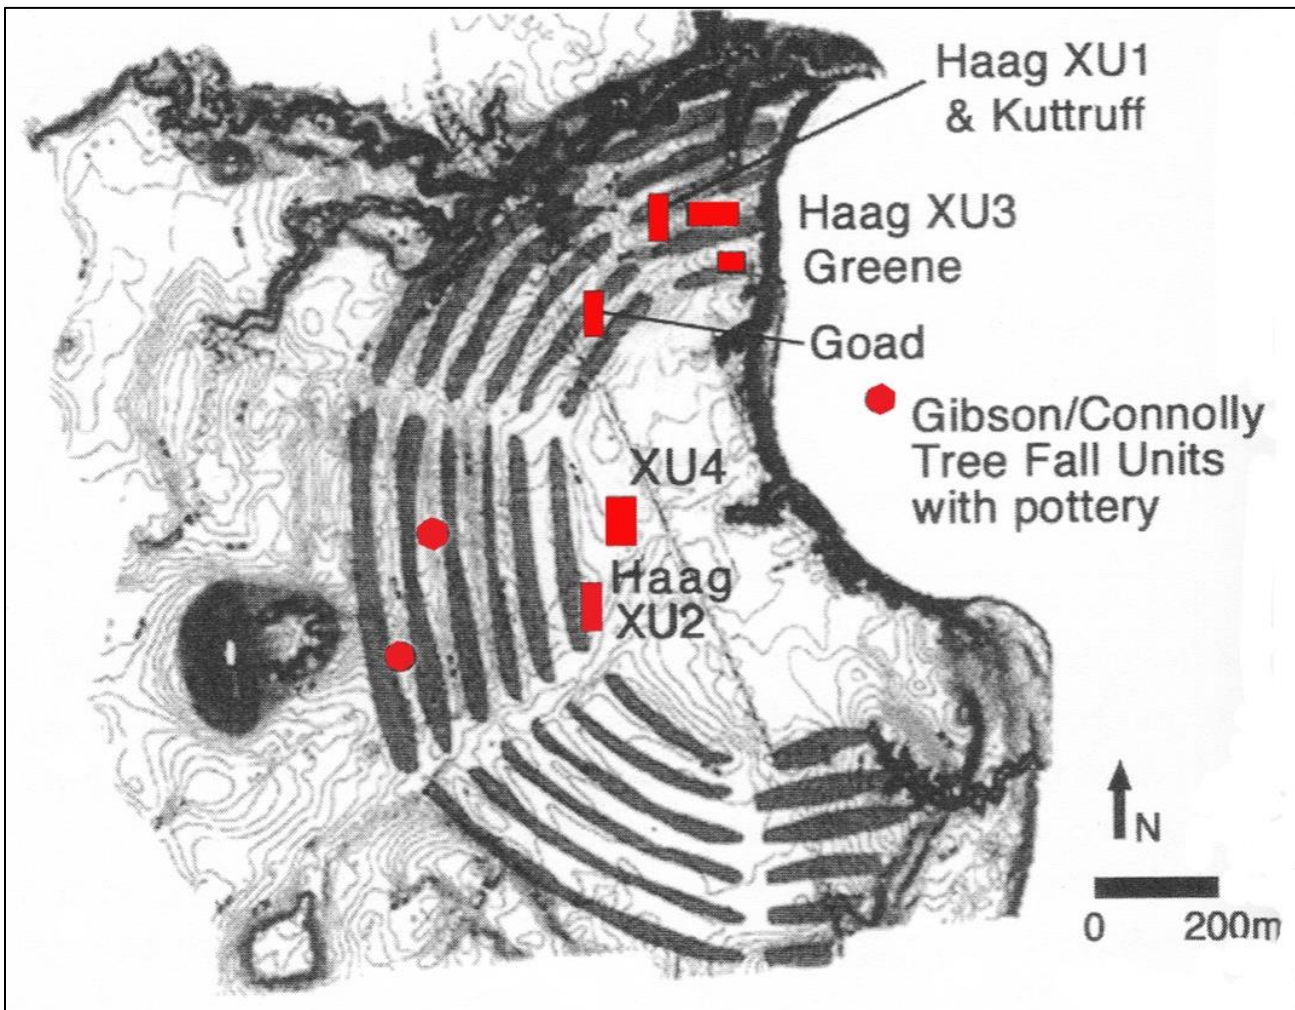 Haag XU1
& Kuttruff
Haag XU3
Greene
Goad
Gibson/Connolly
Tree Fall Units
with pottery
XU4
Haag
XU2
N
0 200m